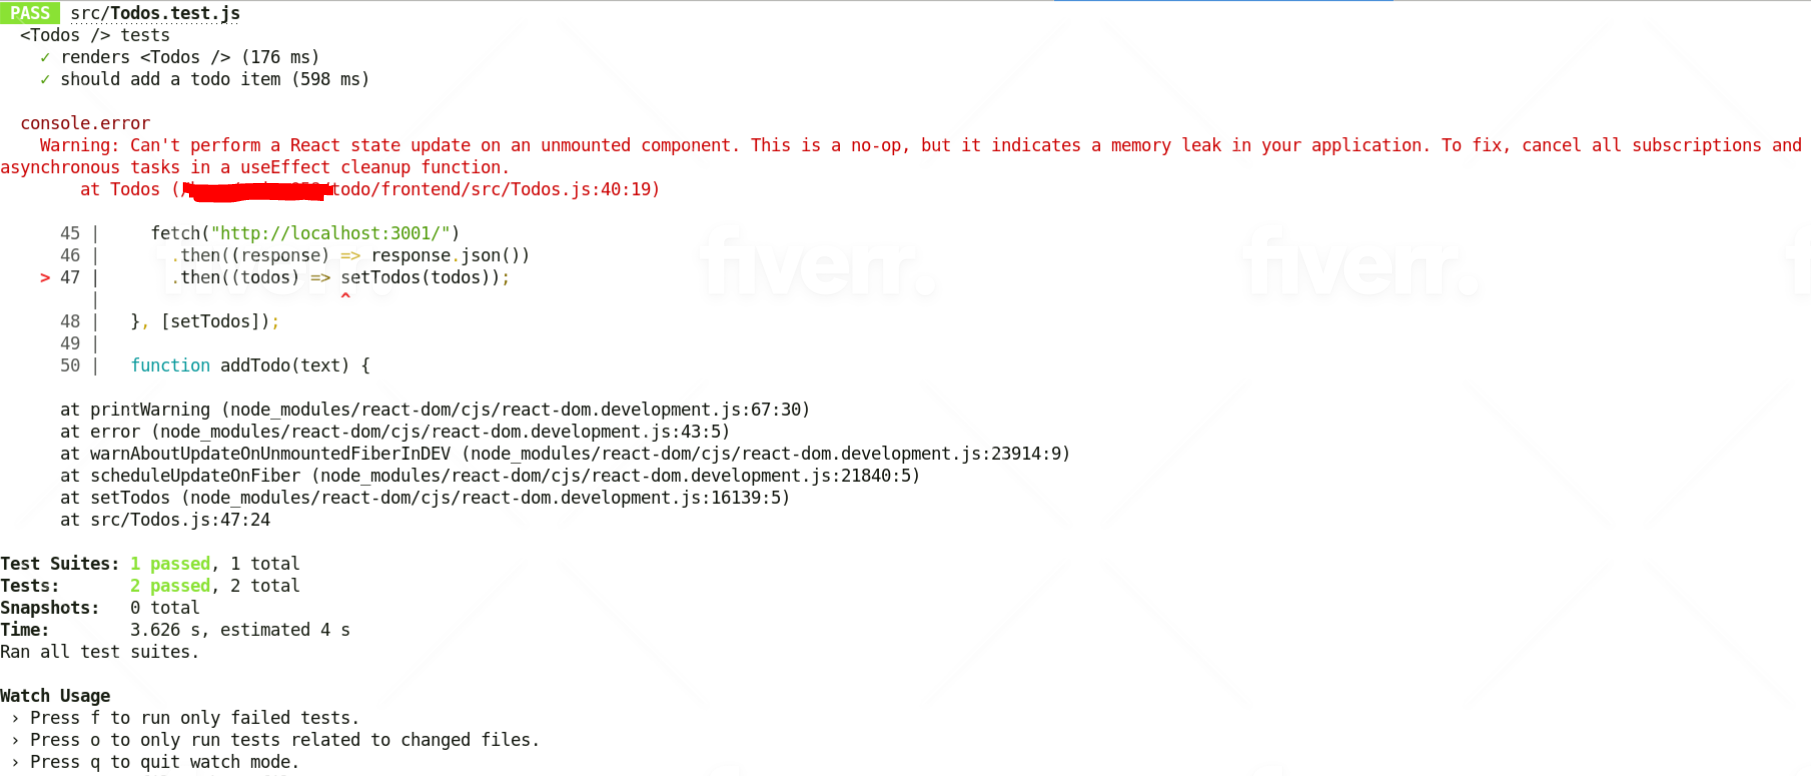 PASS src/Todos.test.js
<Todos /> tests
✓ renders <Todos /> (176 ms)
✓ should add a todo item (598 ms)
console.error
Warning: Can't perform a React state update on an unmounted component. This is a no-op, but it indicates a memory leak in your application. To fix, cancel all subscriptions and
asynchronous tasks in a useEffect cleanup function.
at Todos (/todo/frontend/src/Todos.js:40:19)
45 | fetch("http://localhost:3001/")
46 | .then((response) => response.json())
> 47 | .then((todos) => setTodos(todos));
| ^
48 | }, [setTodos]);
49 |
50 | function addTodo(text) {
at printWarning (node_modules/react-dom/cjs/react-dom.development.js:67:30)
at error (node_modules/react-dom/cjs/react-dom.development.js:43:5)
at warnAboutUpdateOnUnmountedFiberInDEV (node_modules/react-dom/cjs/react-dom.development.js:23914:9)
at scheduleUpdateOnFiber (node_modules/react-dom/cjs/react-dom.development.js:21840:5)
at setTodos (node_modules/react-dom/cjs/react-dom.development.js:16139:5)
at src/Todos.js:47:24
Test Suites: 1 passed, 1 total
Tests: 2 passed, 2 total
Snapshots: 0 total
Time: 3.626 s, estimated 4 s
Ran all test suites.
Watch Usage
› Press f to run only failed tests.
› Press o to only run tests related to changed files.
› Press q to quit watch mode.
fiverr.
fiverr.
fiverr.